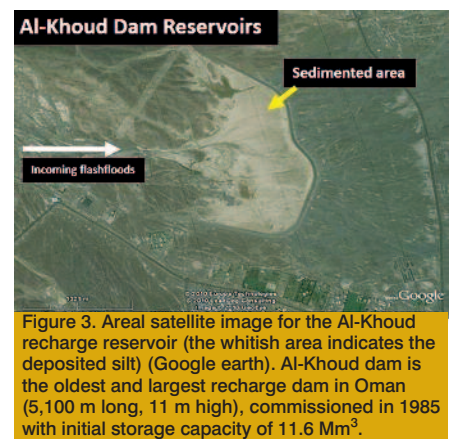 Al-Khoud Dam Reservoirs
Sedimented area
Incoming flashfloods
© 2010 Europa Technologies
Google
Figure 3. Areal satellite image for the Al-Khoud
recharge reservoir (the whitish area indicates the
deposited silt) (Google earth). Al-Khoud dam is
the oldest and largest recharge dam in Oman
(5,100 m long, 11 m high), commissioned in 1985
with initial storage capacity of 11.6 Mm³.